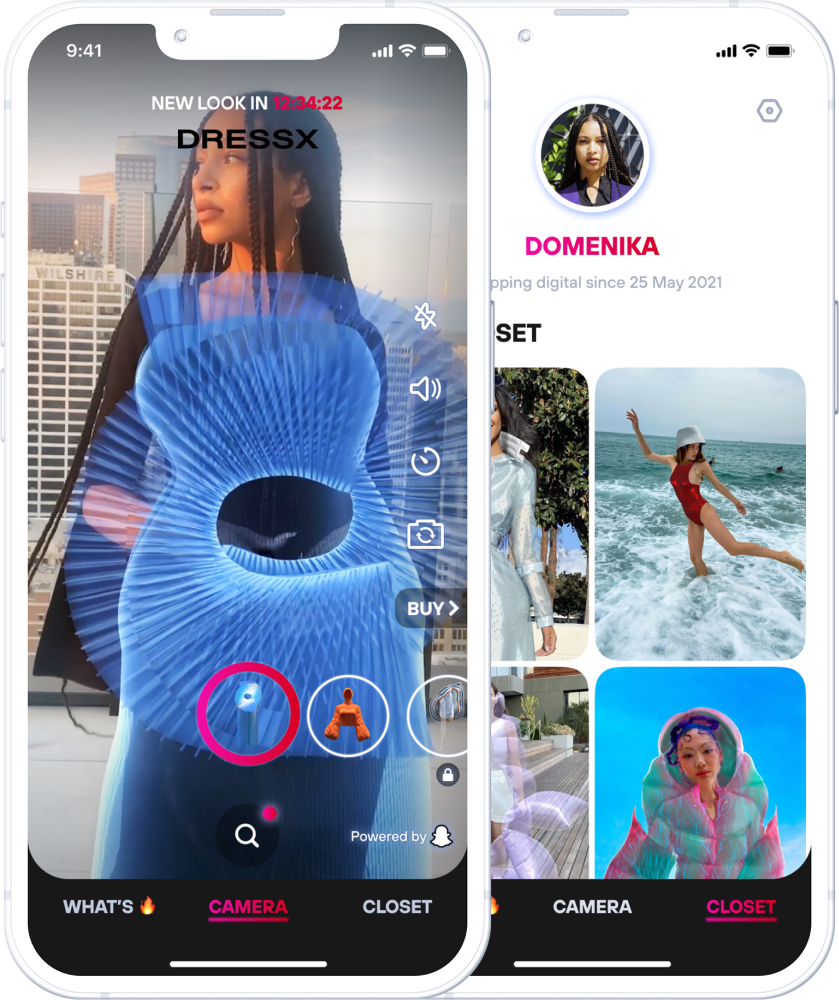 9:41
NEW LOOK IN 12:34:22
DRESSX
WILSHIRE
BUY
Powered by
WHAT'S 🔥
CAMERA
CLOSET
DOMENIKA
pping digital since 25 May 2021
SET
🔥
CAMERA
CLOSET